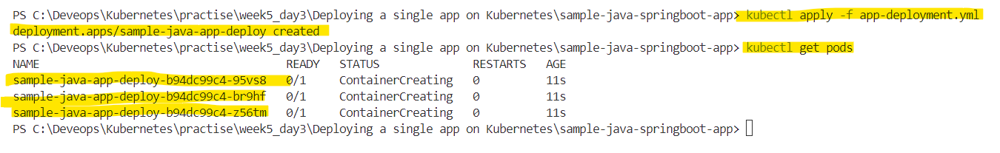 PS C:\Deveops\Kubernetes\practise\week5_day3\Deploying a single app on Kubernetes\sample-java-springboot-app> kubectl apply -f app-deployment.yml
deployment.apps/sample-java-app-deploy created
PS C:\Deveops\Kubernetes\practise\week5_day3\Deploying a single app on Kubernetes\sample-java-springboot-app> kubectl get pods
NAME READY STATUS RESTARTS AGE
sample-java-app-deploy-b94dc99c4-95vs8 0/1 ContainerCreating 0 11s
sample-java-app-deploy-b94dc99c4-br9hf 0/1 ContainerCreating 0 11s
sample-java-app-deploy-b94dc99c4-z56tm 0/1 ContainerCreating 0 11s
PS C:\Deveops\Kubernetes\practise\week5_day3\Deploying a single app on Kubernetes\sample-java-springboot-app>